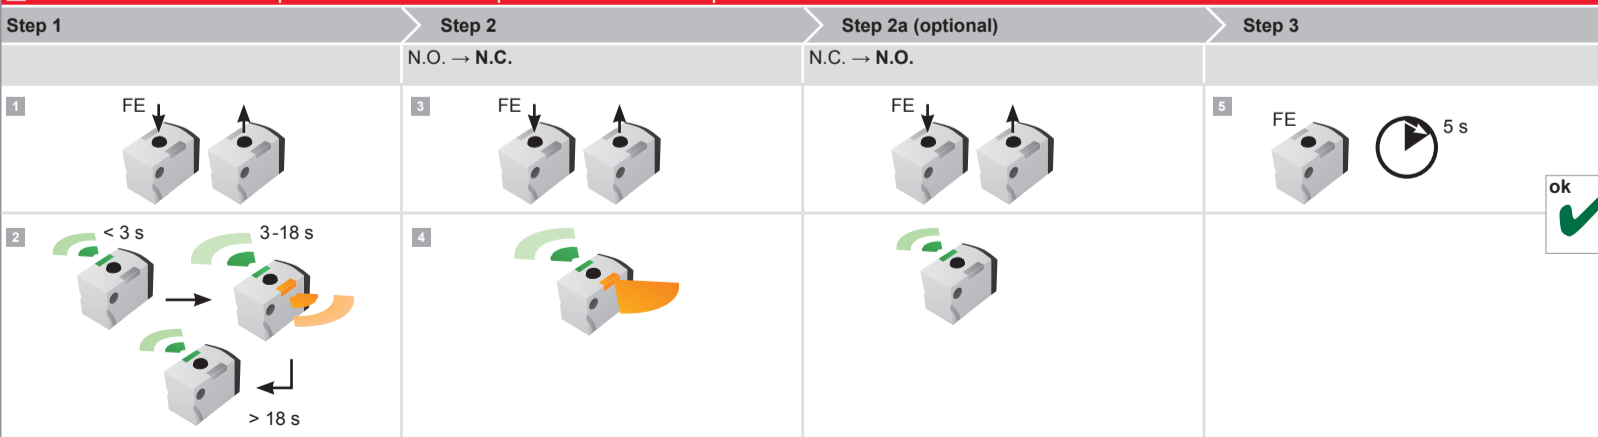 Step 1
Step 2
Step 2a (optional)
Step 3
N.O. → N.C.
N.C. → N.O.
1
FE
3
FE
FE
5
FE
5 s
ok
2
< 3 s
3-18 s
4
> 18 s